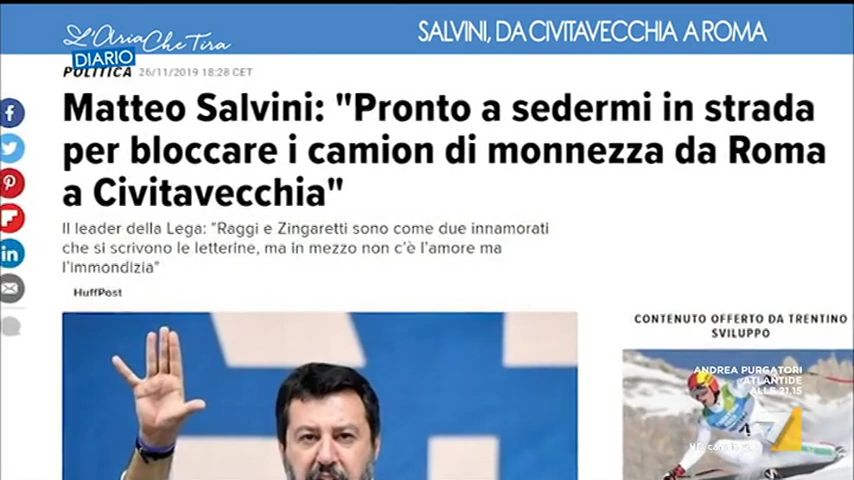 L'Aria Che Tira
DIARIO
SALVINI, DA CIVITAVECCHIA A ROMA
POLITICA 26/11/2019 18:28 CET
Matteo Salvini: "Pronto a sedermi in strada
per bloccare i camion di monnezza da Roma
a Civitavecchia"
Il leader della Lega: "Raggi e Zingaretti sono come due innamorati
che si scrivono le letterine, ma in mezzo non c'è l'amore ma
l'immondizia"
HuffPost
CONTENUTO OFFERTO DA TRENTINO
SVILUPPO
ANDREA PURGATORI
ATLANTIDE
ALLE 21.15
7